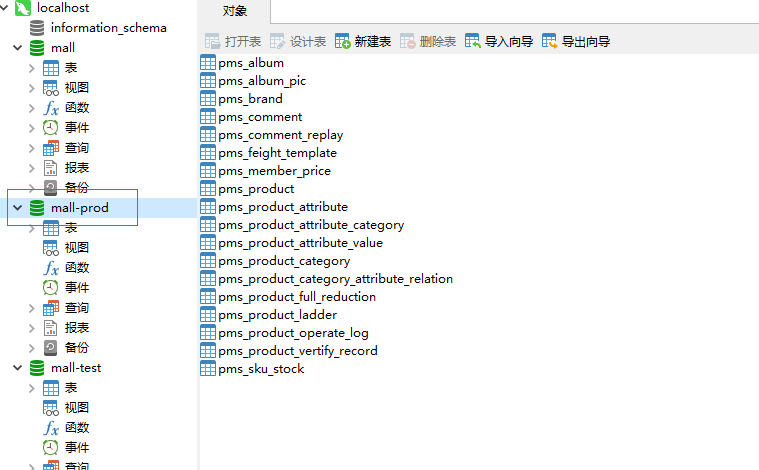 localhost
information_schema
mall
表
视图
函数
事件
查询
报表
备份
mall-prod
表
视图
函数
事件
查询
报表
备份
mall-test
表
视图
函数
事件
查询
对象
打开表 设计表 新建表 删除表 导入向导 导出向导
pms_album
pms_album_pic
pms_brand
pms_comment
pms_comment_replay
pms_feight_template
pms_member_price
pms_product
pms_product_attribute
pms_product_attribute_category
pms_product_attribute_value
pms_product_category
pms_product_category_attribute_relation
pms_product_full_reduction
pms_product_ladder
pms_product_operate_log
pms_product_vertify_record
pms_sku_stock